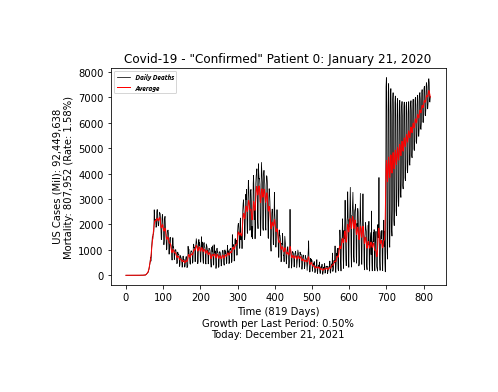 Covid-19 - "Confirmed" Patient 0: January 21, 2020
Daily Deaths
Average
8000
7000
6000
5000
4000
3000
2000
1000
0
US Cases (Mil): 92,449,638
Mortality: 807,952 (Rate: 1.58%)
0 100 200 300 400 500 600 700 800
Time (819 Days)
Growth per Last Period: 0.50%
Today: December 21, 2021